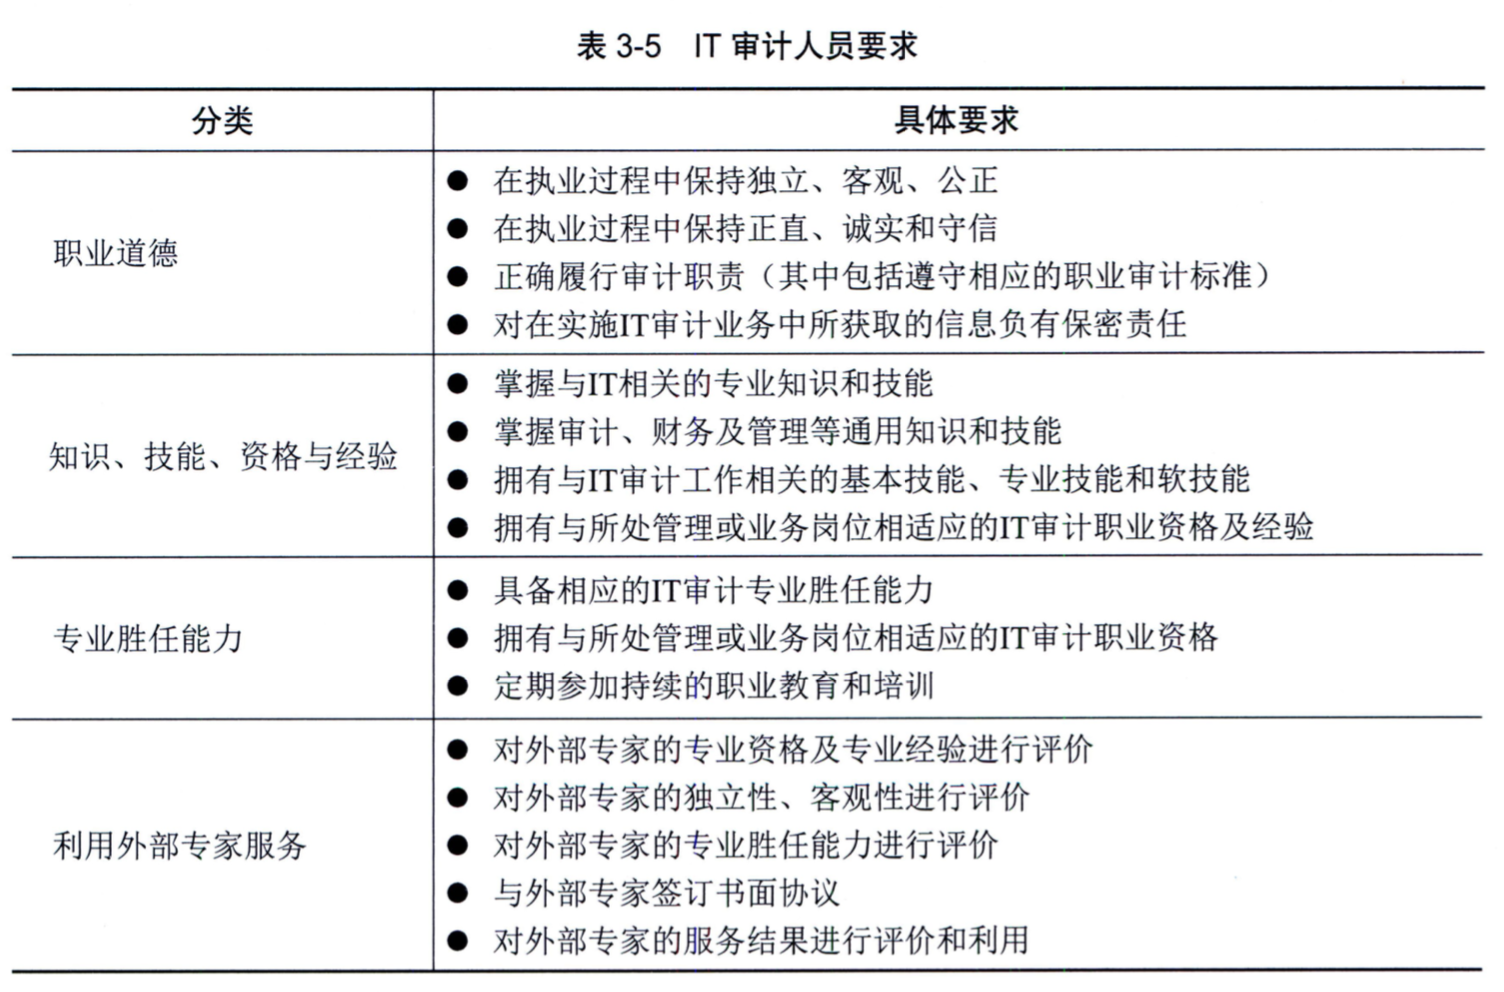 表 3-5 IT 审计人员要求
分类 具体要求
职业道德
● 在执业过程中保持独立、客观、公正
● 在执业过程中保持正直、诚实和守信
● 正确履行审计职责（其中包括遵守相应的职业审计标准）
● 对在实施IT审计业务中所获取的信息负有保密责任
知识、技能、资格与经验
● 掌握与IT相关的专业知识和技能
● 掌握审计、财务及管理等通用知识和技能
● 拥有与IT审计工作相关的基本技能、专业技能和软技能
● 拥有与所处管理或业务岗位相适应的IT审计职业资格及经验
专业胜任能力
● 具备相应的IT审计专业胜任能力
● 拥有与所处管理或业务岗位相适应的IT审计职业资格
● 定期参加持续的职业教育和培训
利用外部专家服务
● 对外部专家的专业资格及专业经验进行评价
● 对外部专家的独立性、客观性进行评价
● 对外部专家的专业胜任能力进行评价
● 与外部专家签订书面协议
● 对外部专家的服务结果进行评价和利用